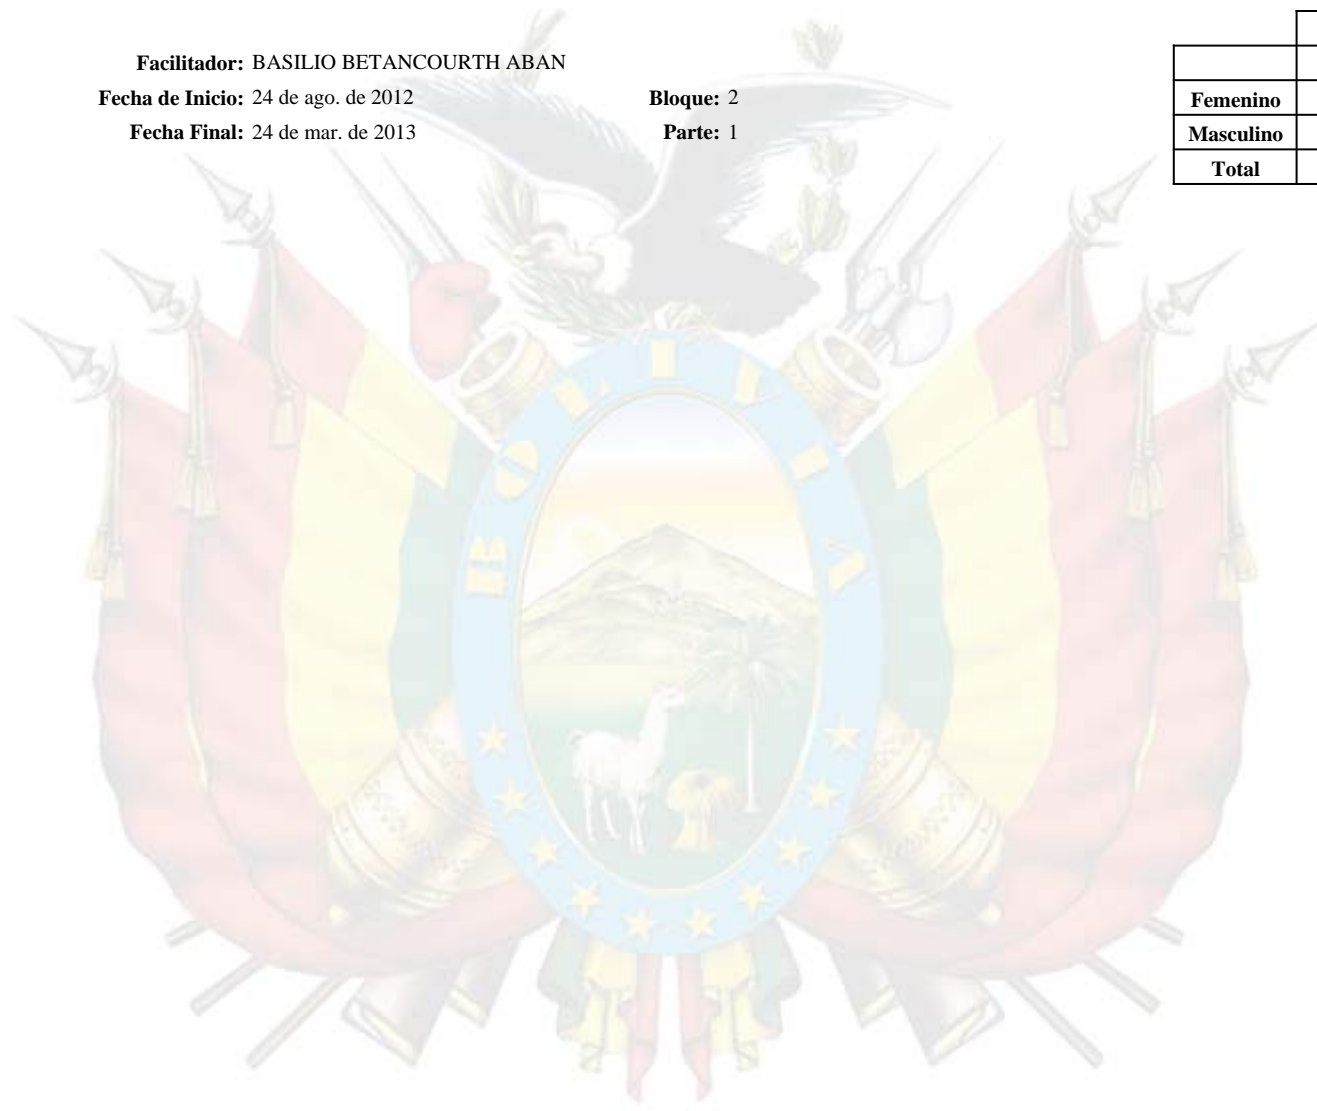 Facilitador: BASILIO BETANCOURTH ABAN
Fecha de Inicio: 24 de ago. de 2012 Bloque: 2
Fecha Final: 24 de mar. de 2013 Parte: 1
Femenino
Masculino
Total
BOLIVIA